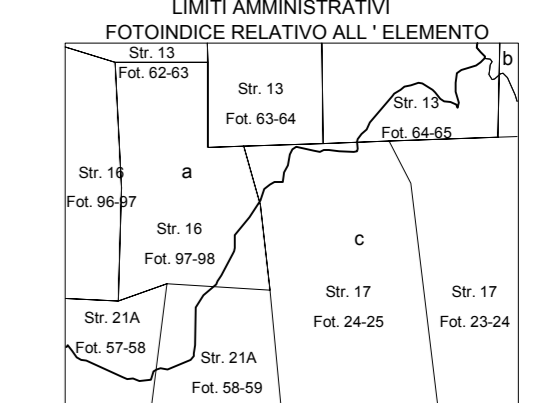 LIMITI AMMINISTRATIVI
FOTOINDICE RELATIVO ALL ' ELEMENTO
Str. 13
Fot. 62-63
b
Str. 13
Fot. 63-64
Str. 13
Fot. 64-65
Str. 16
Fot. 96-97
a
Str. 16
Fot. 97-98
c
Str. 17
Fot. 24-25
Str. 17
Fot. 23-24
Str. 21A
Fot. 57-58
Str. 21A
Fot. 58-59